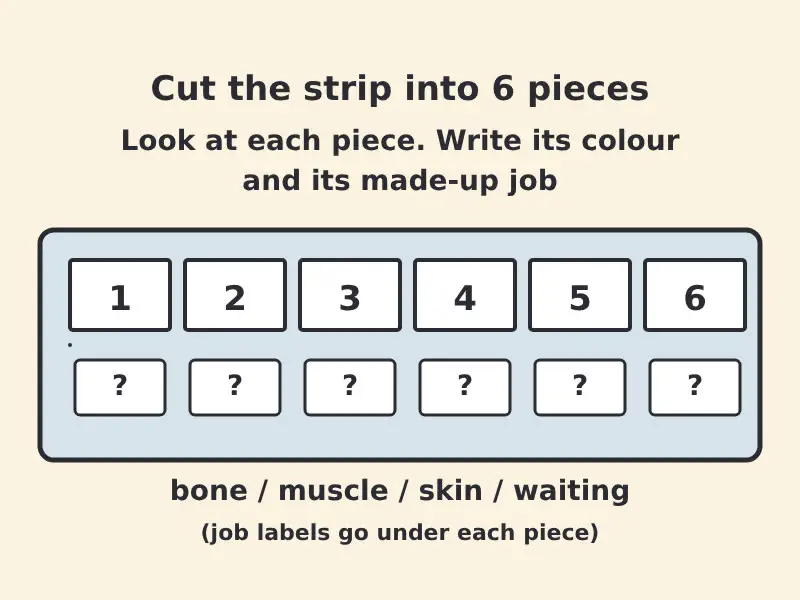 Cut the strip into 6 pieces
Look at each piece. Write its colour
and its made-up job
1 2 3 4 5 6
? ? ? ? ? ?
bone / muscle / skin / waiting
(job labels go under each piece)